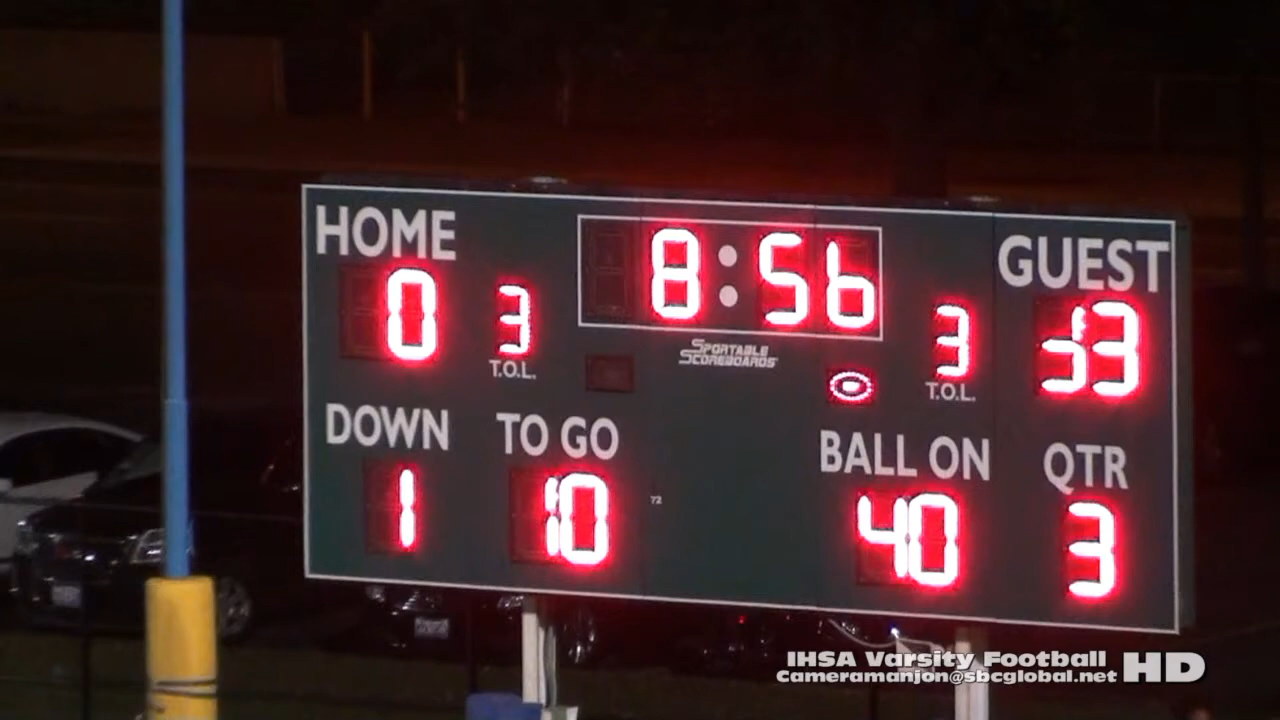 HOME
8:56
GUEST
0
3
3
33
T.O.L.
T.O.L.
SPORTABLE
SCOREBOARDS
DOWN
TO GO
BALL ON
QTR
1
10
72
40
3
IHSA Varsity Football HD
Cameramanjon@sbcglobal.net